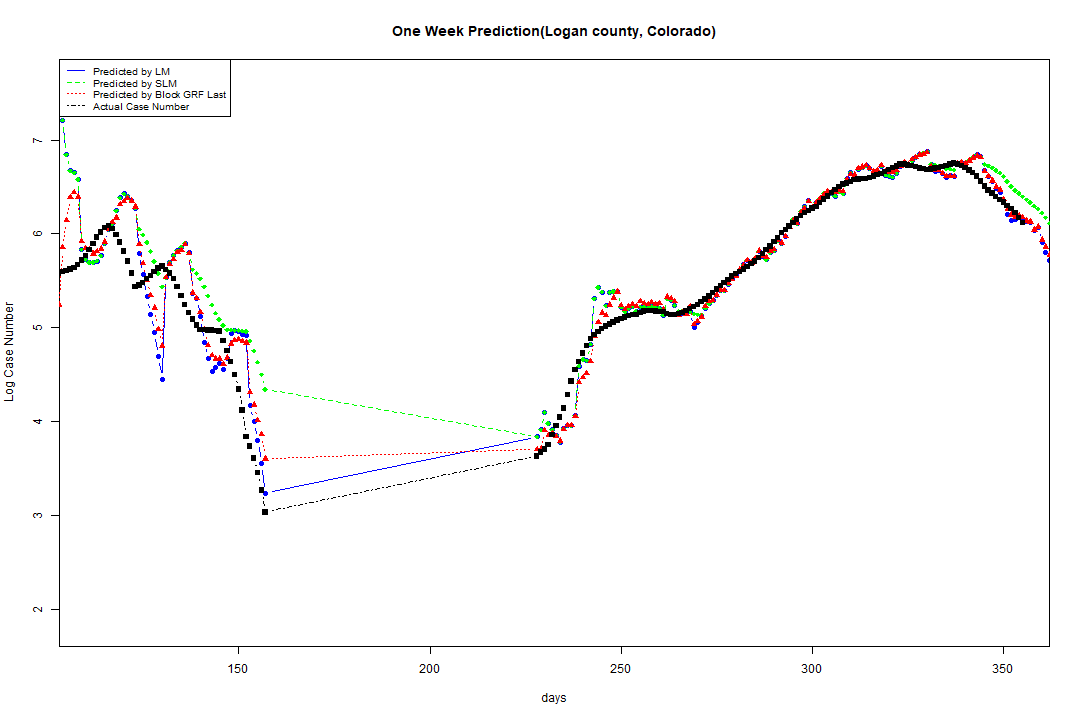 One Week Prediction(Logan county, Colorado)
Predicted by LM
Predicted by SLM
Predicted by Block GRF Last
Actual Case Number
7
6
5
4
3
2
Log Case Number
150 200 250 300 350
days